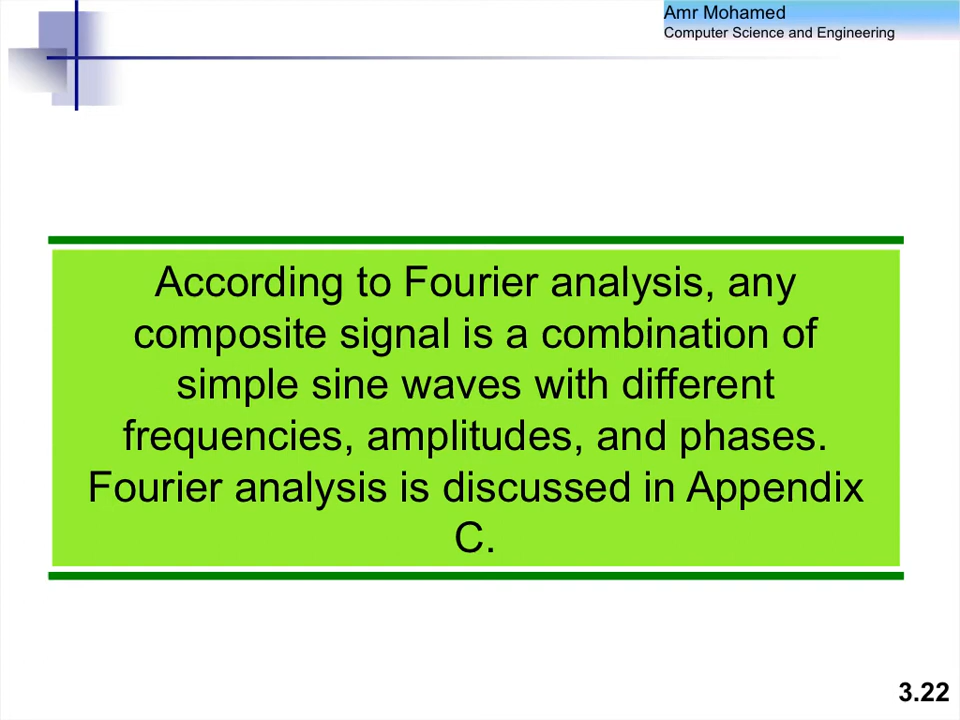 Amr Mohamed
Computer Science and Engineering
According to Fourier analysis, any
composite signal is a combination of
simple sine waves with different
frequencies, amplitudes, and phases.
Fourier analysis is discussed in Appendix
C.
3.22